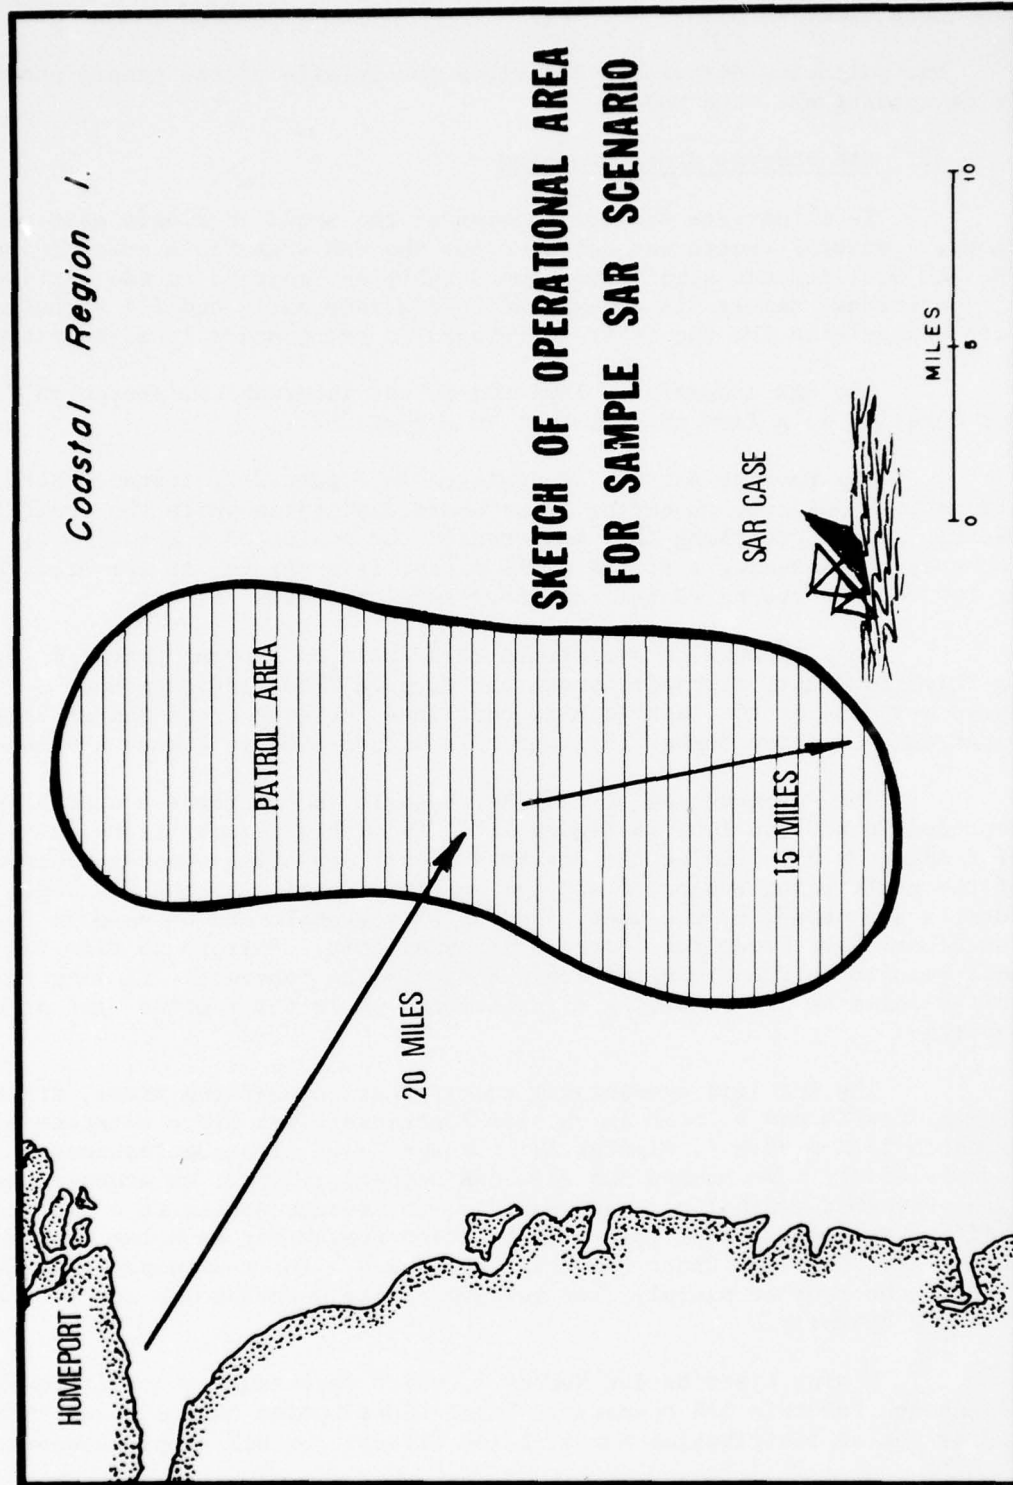 Coastal Region 1.
HOMEPORT
PATROL AREA
20 MILES
15 MILES
SAR CASE
SKETCH OF OPERATIONAL AREA
FOR SAMPLE SAR SCENARIO
MILES
0 5 10